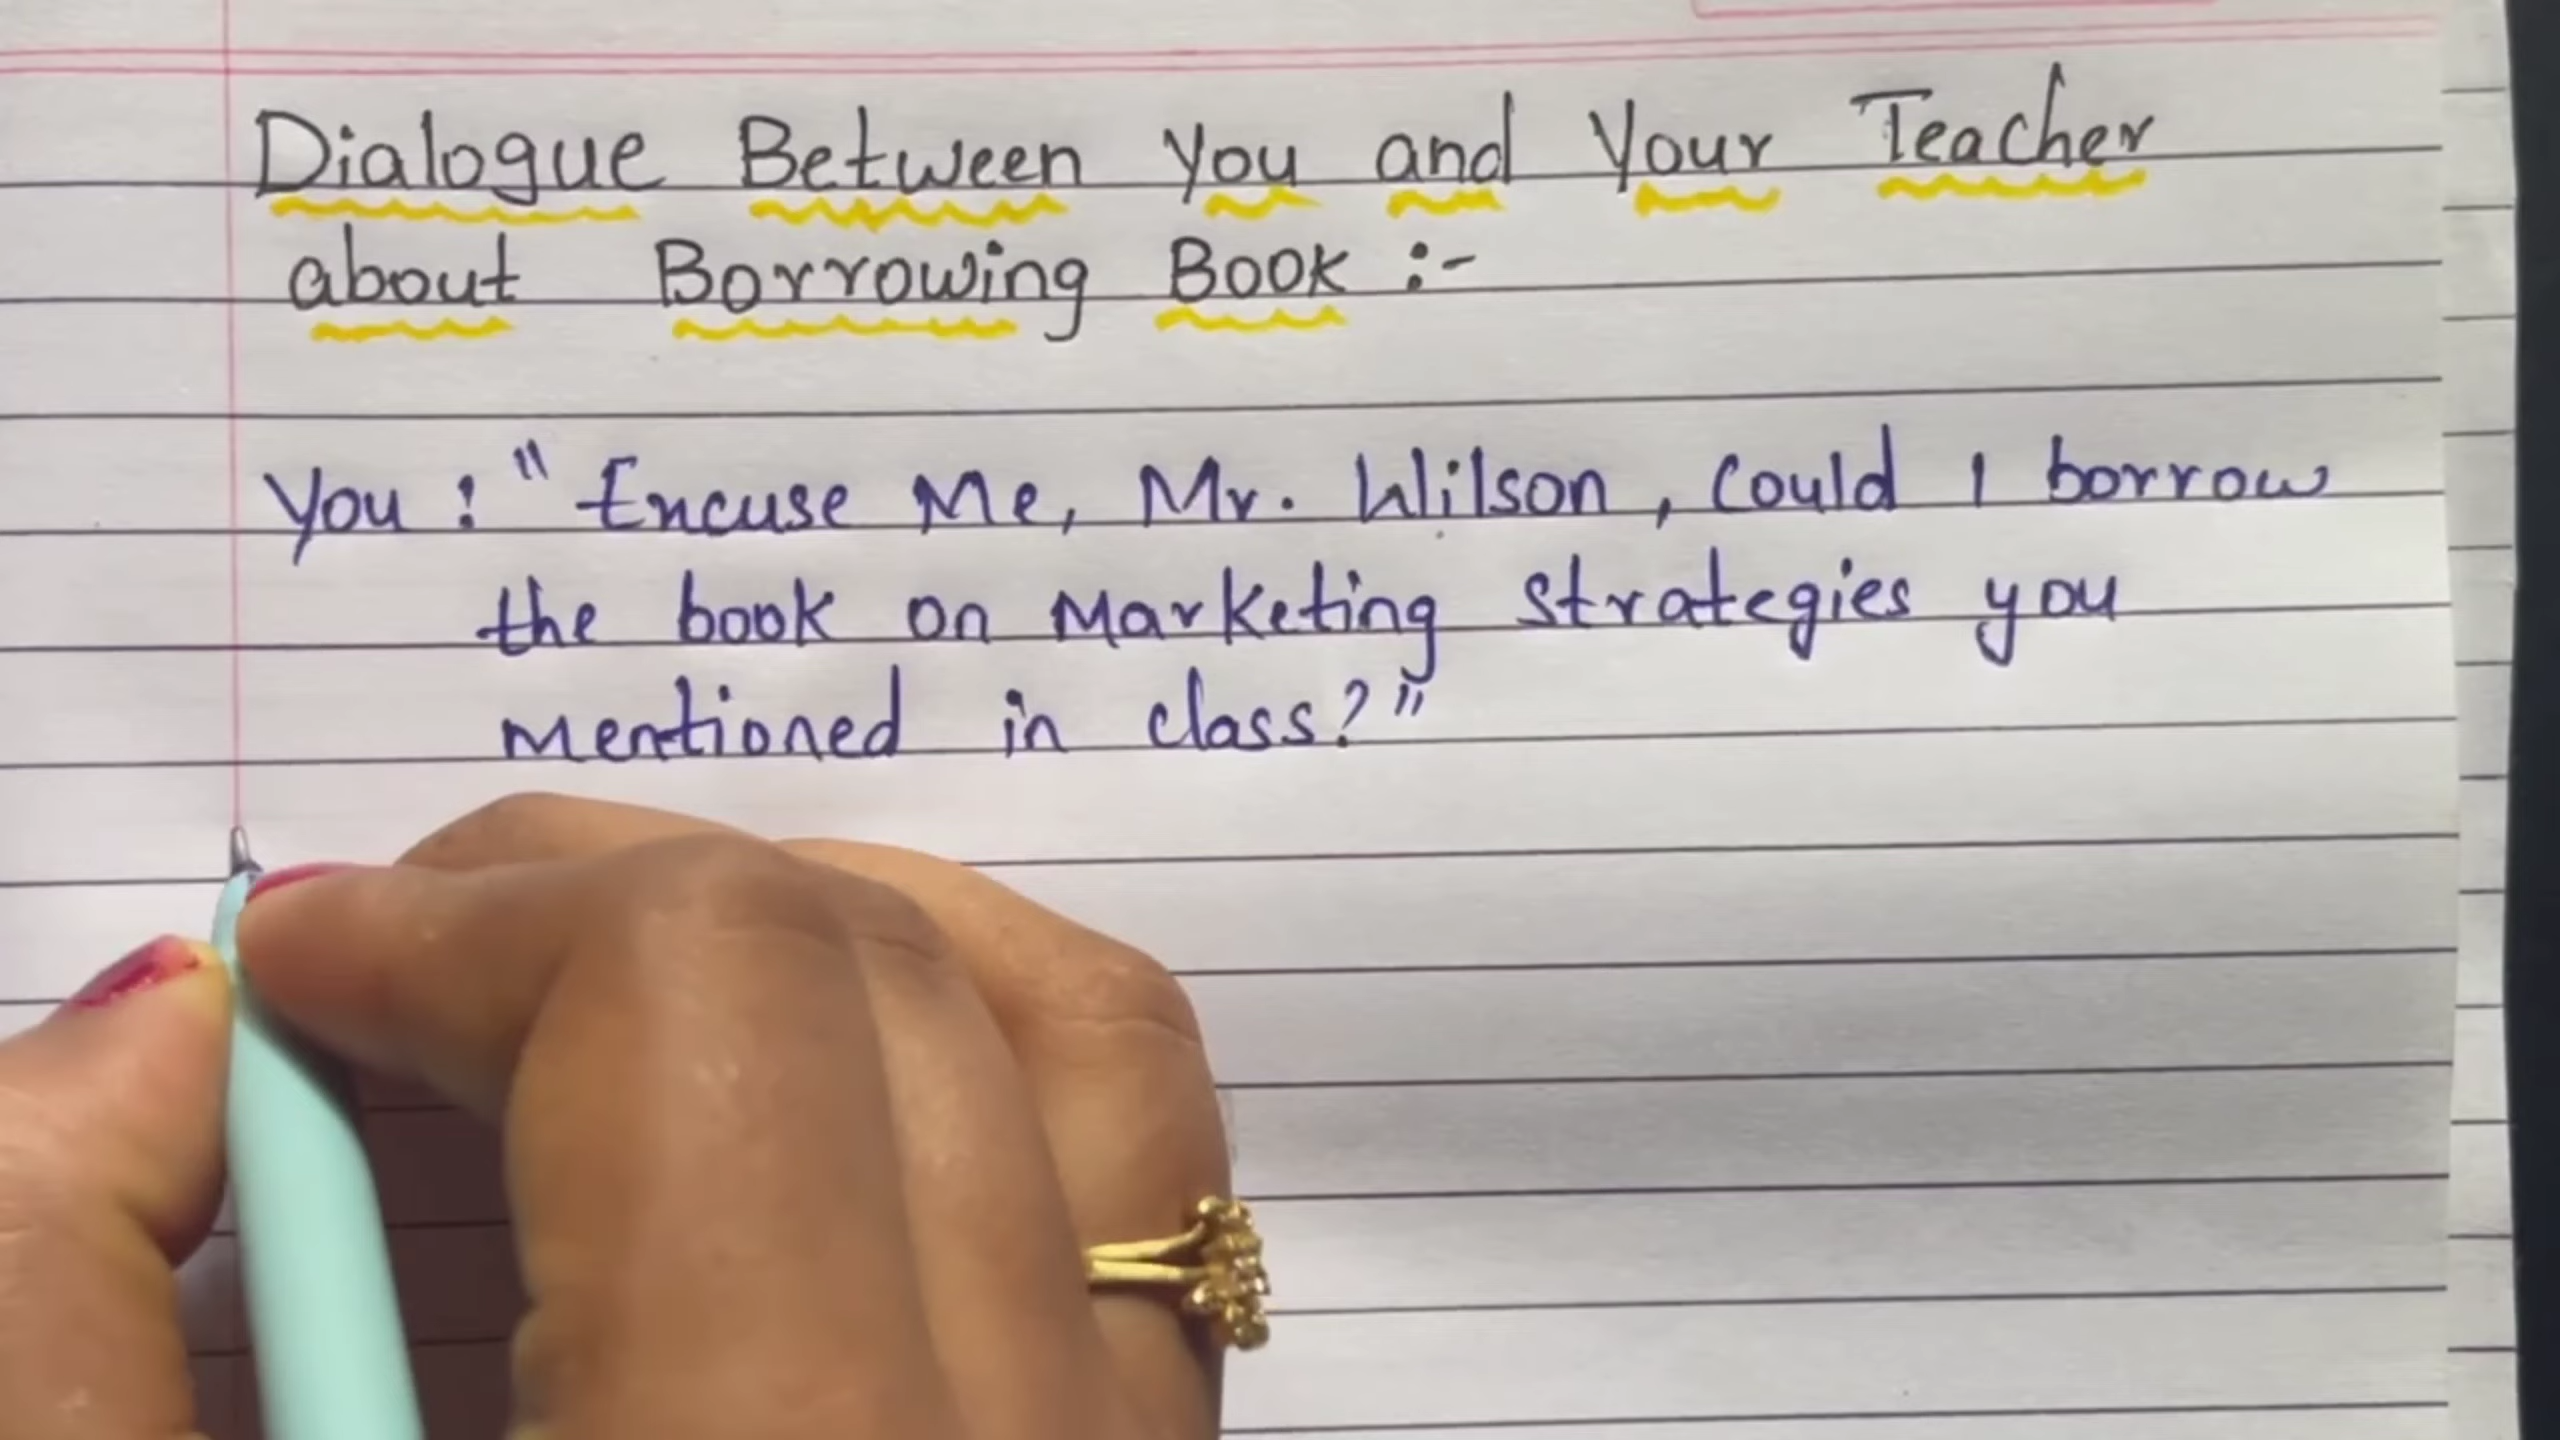 Dialogue Between You and Your Teacher
about Borrowing Book :-
You : "Excuse Me, Mr. Wilson, Could I borrow
the book on Marketing strategies you
mentioned in class?"